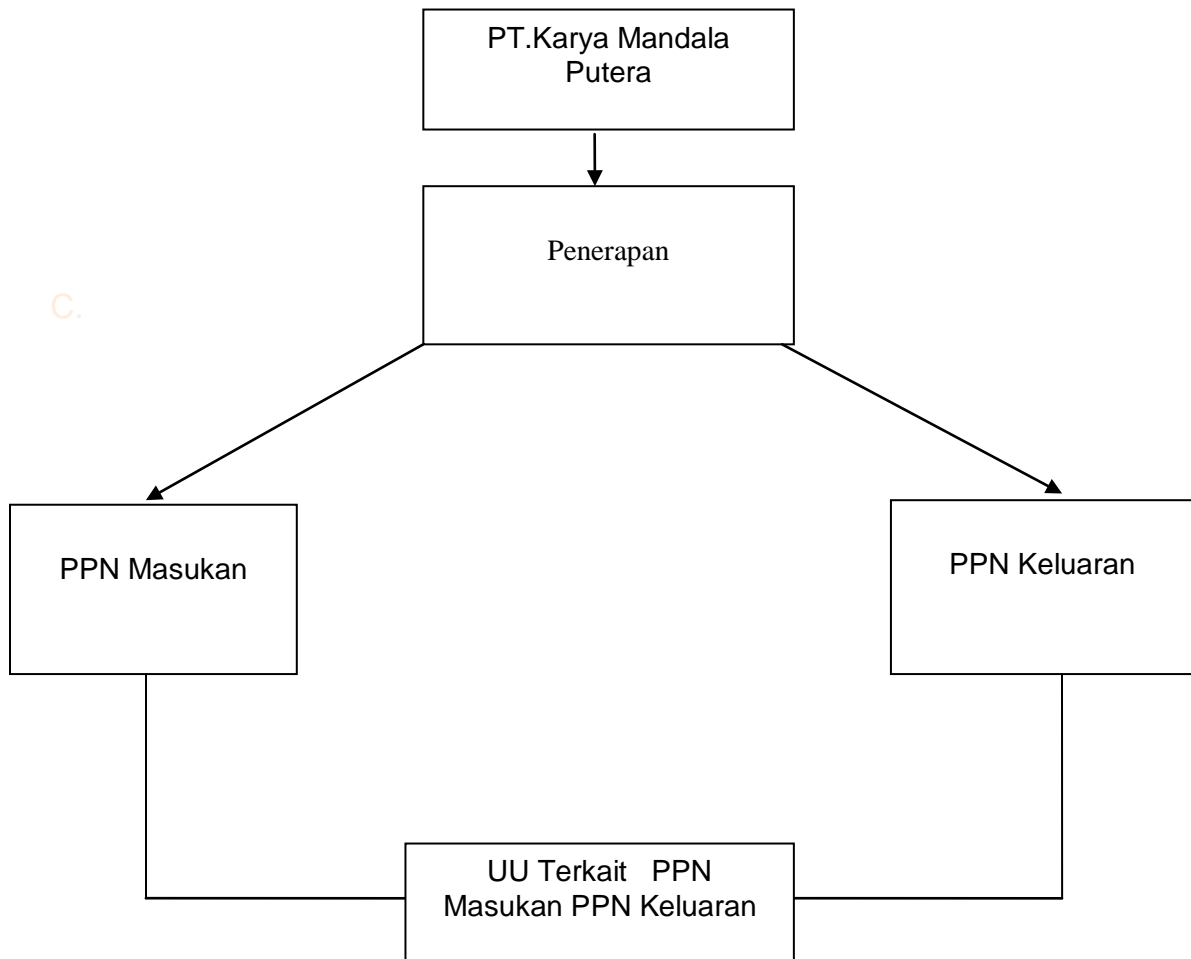 PT.Karya Mandala
Putera
Penerapan
C.
PPN Masukan
PPN Keluaran
UU Terkait PPN
Masukan PPN Keluaran